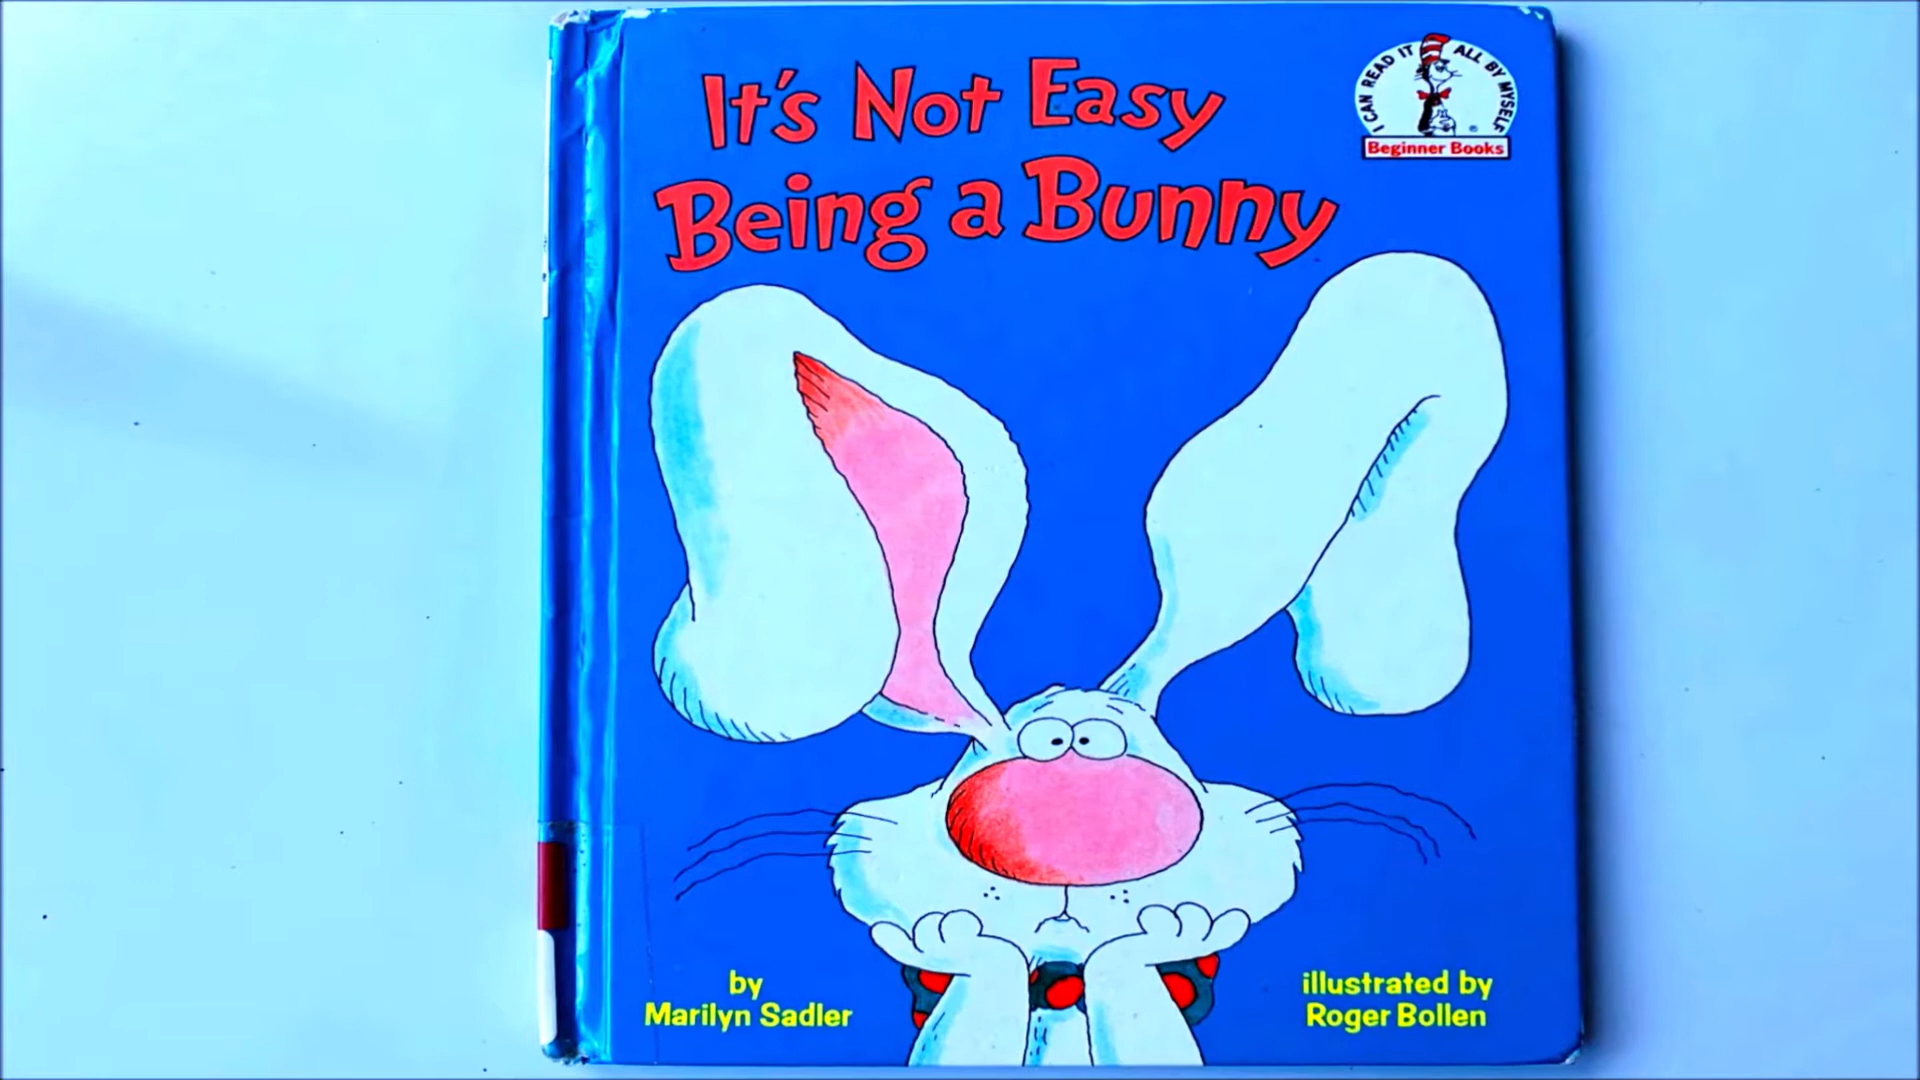 It's Not Easy
Being a Bunny
I CAN READ IT ALL BY MYSELF
Beginner Books
by
Marilyn Sadler
illustrated by
Roger Bollen